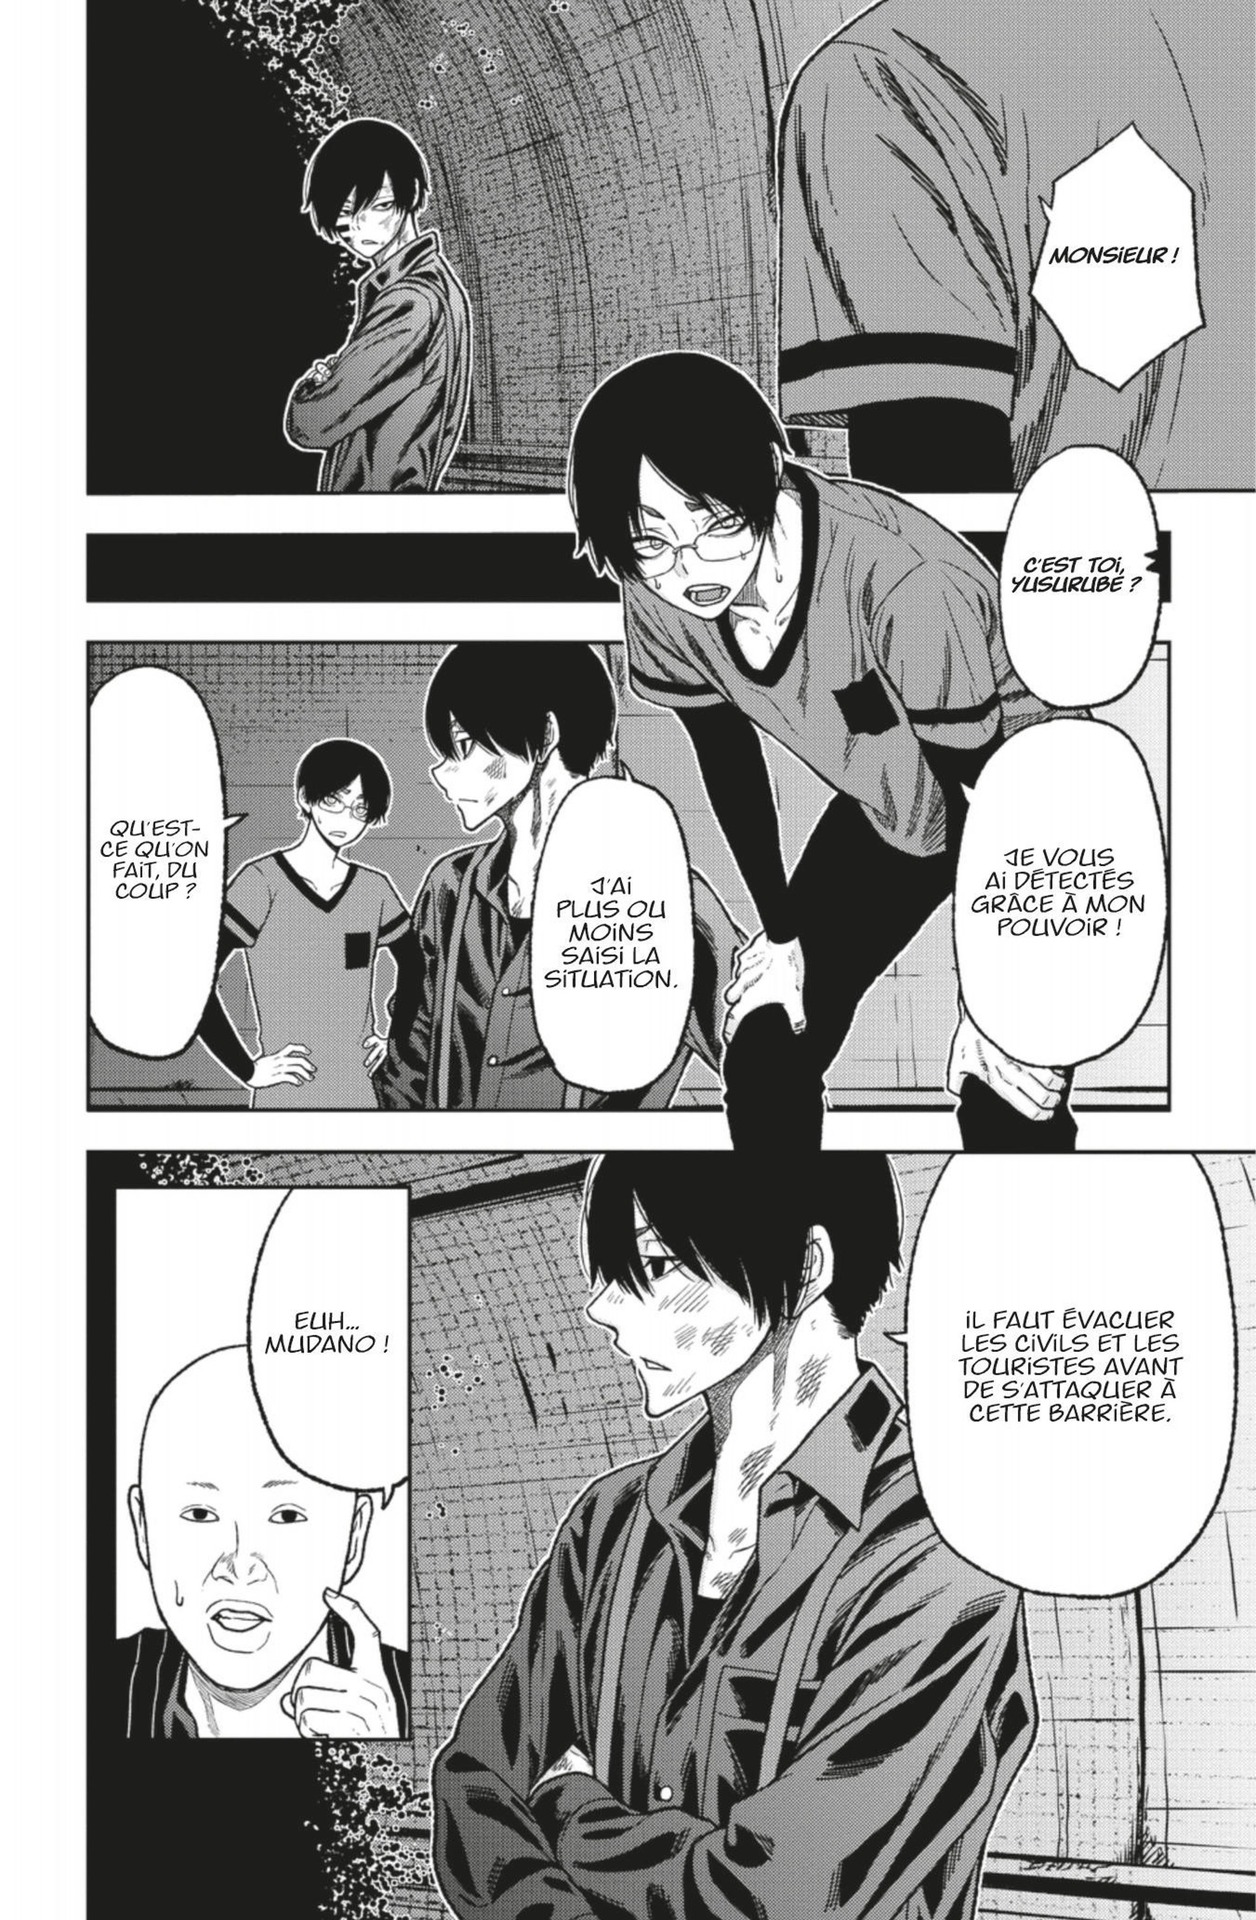 MONSIEUR !
C'EST TOI,
YUSURUBE ?
JE VOUS
AI DÉTECTÉS
GRÂCE À MON
POUVOIR !
J'AI
PLUS OU
MOINS
SAISI LA
SITUATION.
QU'EST-
CE QU'ON
FAIT, DU
COUP ?
IL FAUT ÉVACUER
LES CIVILS ET LES
TOURISTES AVANT
DE S'ATTAQUER À
CETTE BARRIÈRE.
EUH...
MUDANO !